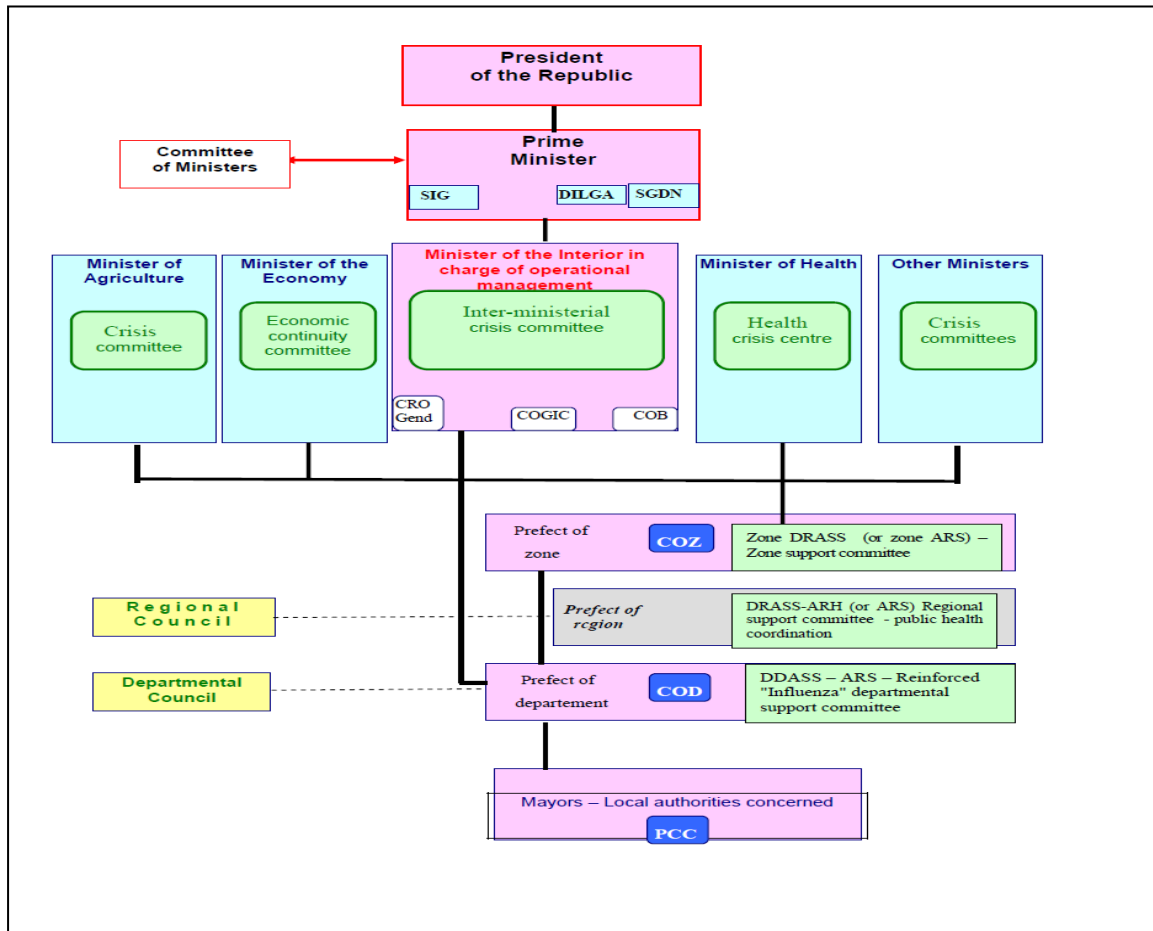 President
of the Republic
Prime
Minister
Committee
of Ministers
SIG
DILGA
SGDN
Minister of
Agriculture
Crisis
committee
Minister of the
Economy
Economic
continuity
committee
Minister of the Interior in
charge of operational
management
Inter-ministerial
crisis committee
CRO
Gend
COGIC
COB
Minister of Health
Health
crisis centre
Other Ministers
Crisis
committees
Prefect of
zone
COZ
Zone DRASS (or zone ARS) –
Zone support committee
Regional
Council
Prefect of
region
DRASS-ARH (or ARS) Regional
support committee - public health
coordination
Departmental
Council
Prefect of
departement
COD
DDASS – ARS – Reinforced
"Influenza" departmental
support committee
Mayors – Local authorities concerned
PCC